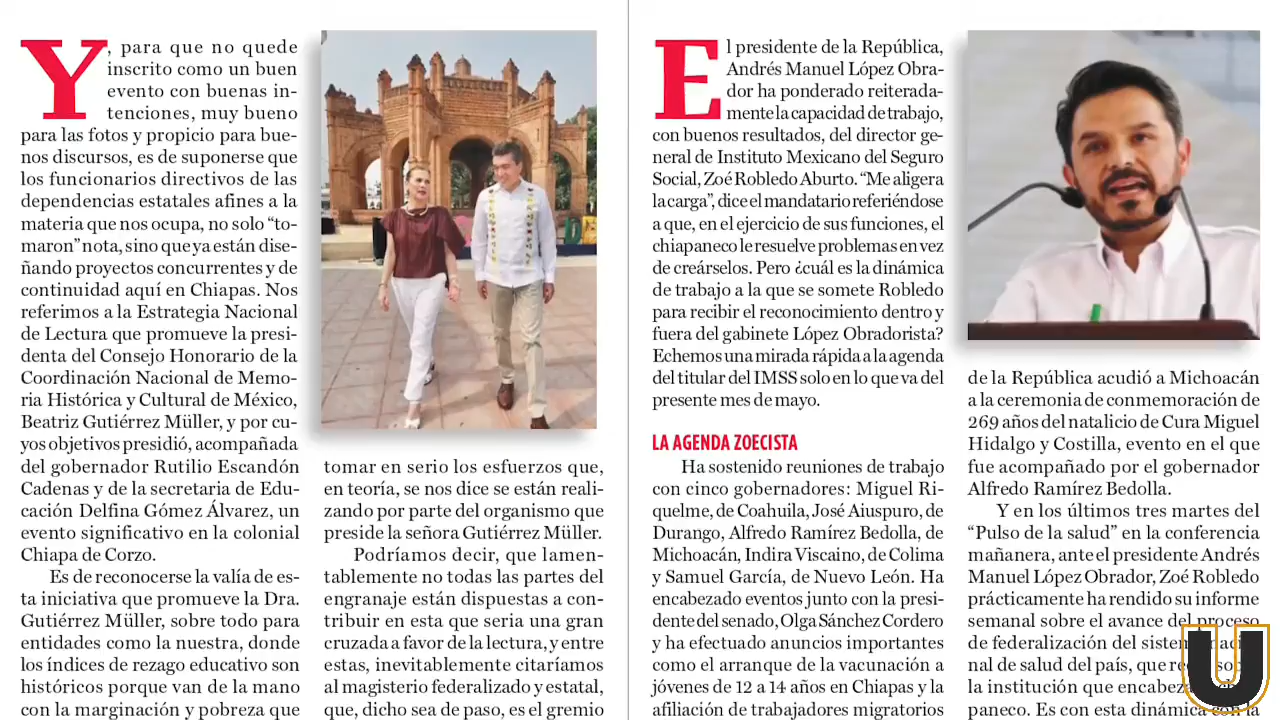 Y, para que no quede
inscrito como un buen
evento con buenas in-
tenciones, muy bueno
para las fotos y propicio para bue-
nos discursos, es de suponerse que
los funcionarios directivos de las
dependencias estatales afines a la
materia que nos ocupa, no solo “to-
maron” nota, sino que ya están dise-
ñando proyectos concurrentes y de
continuidad aquí en Chiapas. Nos
referimos a la Estrategia Nacional
de Lectura que promueve la presi-
denta del Consejo Honorario de la
Coordinación Nacional de Memo-
ria Histórica y Cultural de México,
Beatriz Gutiérrez Müller, y por cu-
yos objetivos presidió, acompañada
del gobernador Rutilio Escandón
Cadenas y de la secretaria de Edu-
cación Delfina Gómez Álvarez, un
evento significativo en la colonial
Chiapa de Corzo.
Es de reconocerse la valía de es-
ta iniciativa que promueve la Dra.
Gutiérrez Müller, sobre todo para
entidades como la nuestra, donde
los índices de rezago educativo son
históricos porque van de la mano
con la marginación y pobreza que
tomar en serio los esfuerzos que,
en teoría, se nos dice se están reali-
zando por parte del organismo que
preside la señora Gutiérrez Müller.
Podríamos decir, que lamen-
tablemente no todas las partes del
engranaje están dispuestas a con-
tribuir en esta que seria una gran
cruzada a favor de la lectura, y entre
estas, inevitablemente citaríamos
al magisterio federalizado y estatal,
que, dicho sea de paso, es el gremio
El presidente de la República,
Andrés Manuel López Obra-
dor ha ponderado reiterada-
mente la capacidad de trabajo,
con buenos resultados, del director ge-
neral de Instituto Mexicano del Seguro
Social, Zoé Robledo Aburto. “Me aligera
la carga”, dice el mandatario refiriéndose
a que, en el ejercicio de sus funciones, el
chiapaneco le resuelve problemas en vez
de creárselos. Pero ¿cuál es la dinámica
de trabajo a la que se somete Robledo
para recibir el reconocimiento dentro y
fuera del gabinete López Obradorista?
Echemos una mirada rápida a la agenda
del titular del IMSS solo en lo que va del
presente mes de mayo.
LA AGENDA ZOECISTA
Ha sostenido reuniones de trabajo
con cinco gobernadores: Miguel Ri-
quelme, de Coahuila, José Aiuspuro, de
Durango, Alfredo Ramírez Bedolla, de
Michoacán, Indira Viscaino, de Colima
y Samuel García, de Nuevo León. Ha
encabezado eventos junto con la presi-
dente del senado, Olga Sánchez Cordero
y ha efectuado anuncios importantes
como el arranque de la vacunación a
jóvenes de 12 a 14 años en Chiapas y la
afiliación de trabajadores migratorios
de la República acudió a Michoacán
a la ceremonia de conmemoración de
269 años del natalicio de Cura Miguel
Hidalgo y Costilla, evento en el que
fue acompañado por el gobernador
Alfredo Ramírez Bedolla.
Y en los últimos tres martes del
“Pulso de la salud” en la conferencia
mañanera, ante el presidente Andrés
Manuel López Obrador, Zoé Robledo
prácticamente ha rendido su informe
semanal sobre el avance del proceso
de federalización del sistema nacio-
nal de salud del país, que
la institución que
paneco. Es con esta dinámica con la
U